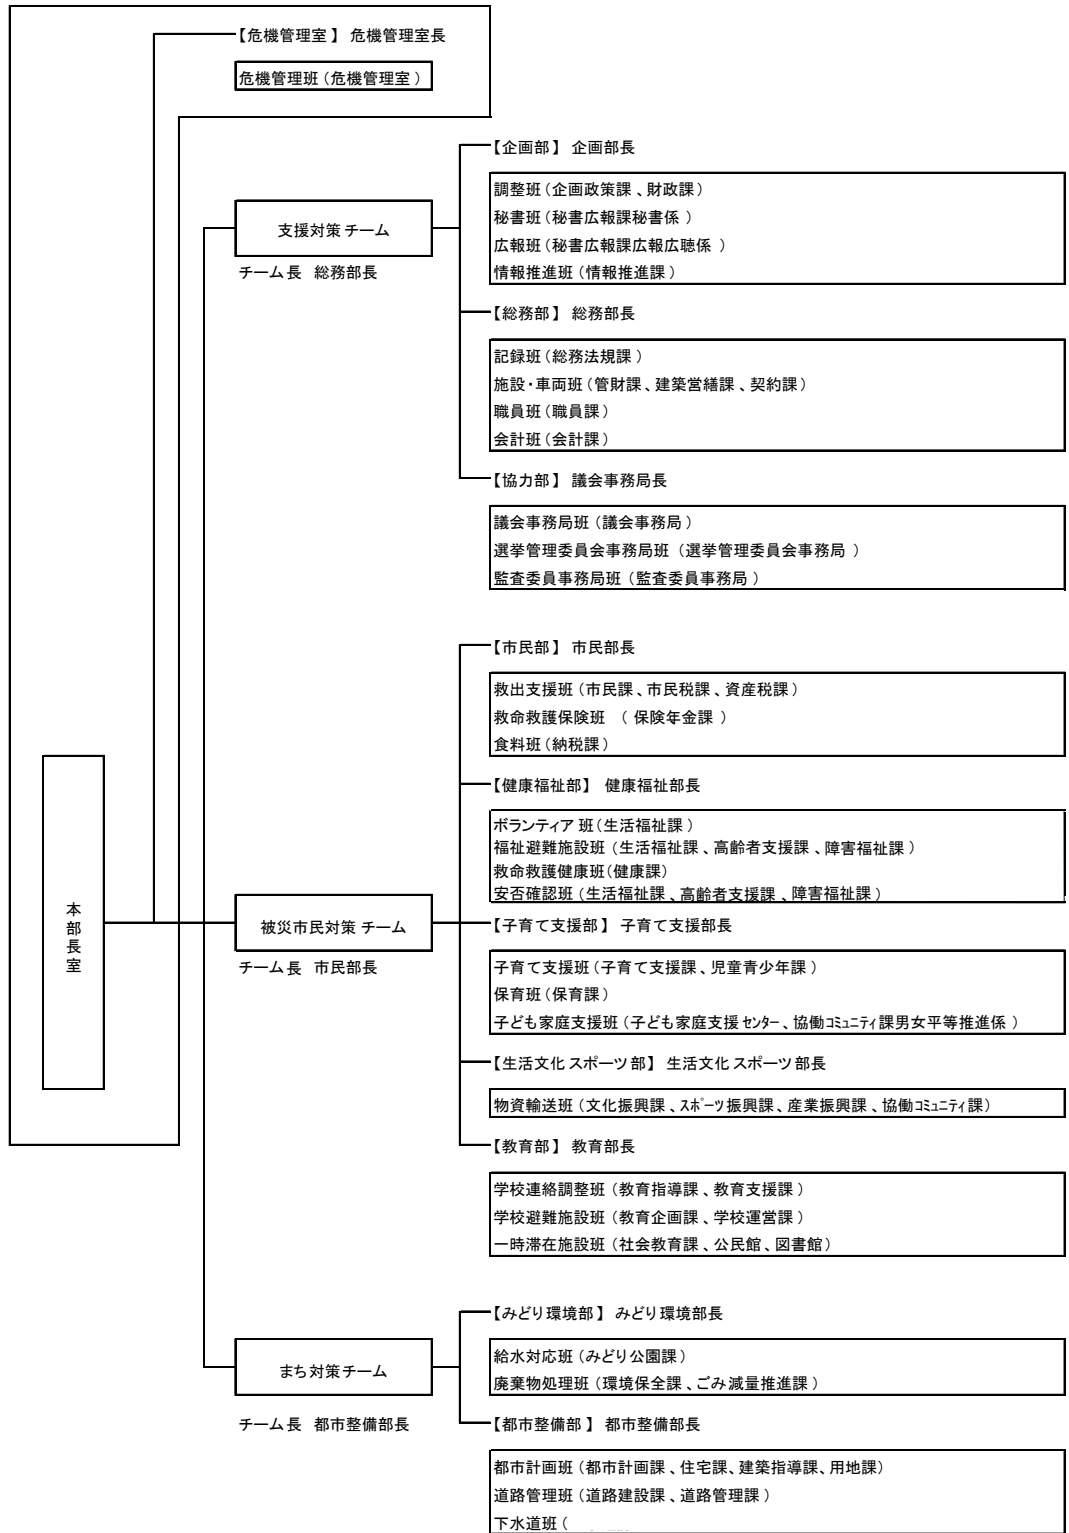 【危機管理室】 危機管理室長
危機管理班(危機管理室)
【企画部】 企画部長
調整班(企画政策課、財政課)
秘書班(秘書広報課秘書係)
広報班(秘書広報課広報広聴係)
情報推進班(情報推進課)
支援対策チーム
チーム長 総務部長
【総務部】 総務部長
記録班(総務法規課)
施設・車両班(管財課、建築営繕課、契約課)
職員班(職員課)
会計班(会計課)
【協力部】 議会事務局長
議会事務局班(議会事務局)
選挙管理委員会事務局班(選挙管理委員会事務局)
監査委員事務局班(監査委員事務局)
本部長室
被災市民対策チーム
チーム長 市民部長
【市民部】 市民部長
救出支援班(市民課、市民税課、資産税課)
救命救護保険班 (保険年金課)
食料班(納税課)
【健康福祉部】 健康福祉部長
ボランティア班(生活福祉課)
福祉避難施設班(生活福祉課、高齢者支援課、障害福祉課)
救命救護健康班(健康課)
安否確認班(生活福祉課、高齢者支援課、障害福祉課)
【子育て支援部】 子育て支援部長
子育て支援班(子育て支援課、児童青少年課)
保育班(保育課)
子ども家庭支援班(子ども家庭支援センター、協働コミュニティ課男女平等推進係)
【生活文化スポーツ部】 生活文化スポーツ部長
物資輸送班(文化振興課、スポーツ振興課、産業振興課、協働コミュニティ課)
【教育部】 教育部長
学校連絡調整班(教育指導課、教育支援課)
学校避難施設班(教育企画課、学校運営課)
一時滞在施設班(社会教育課、公民館、図書館)
まち対策チーム
チーム長 都市整備部長
【みどり環境部】 みどり環境部長
給水対応班(みどり公園課)
廃棄物処理班(環境保全課、ごみ減量推進課)
【都市整備部】 都市整備部長
都市計画班(都市計画課、住宅課、建築指導課、用地課)
道路管理班(道路建設課、道路管理課)
下水道班(